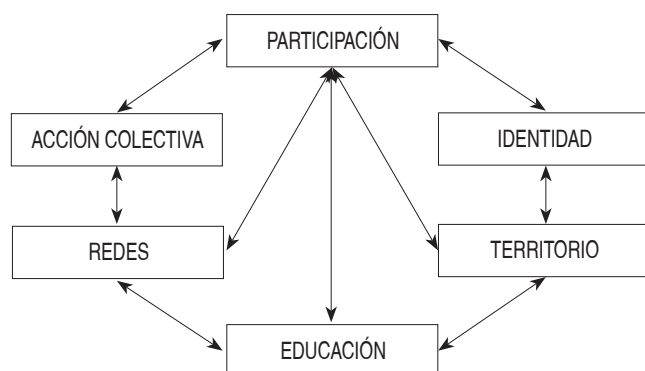 PARTICIPACIÓN
ACCIÓN COLECTIVA
IDENTIDAD
REDES
TERRITORIO
EDUCACIÓN